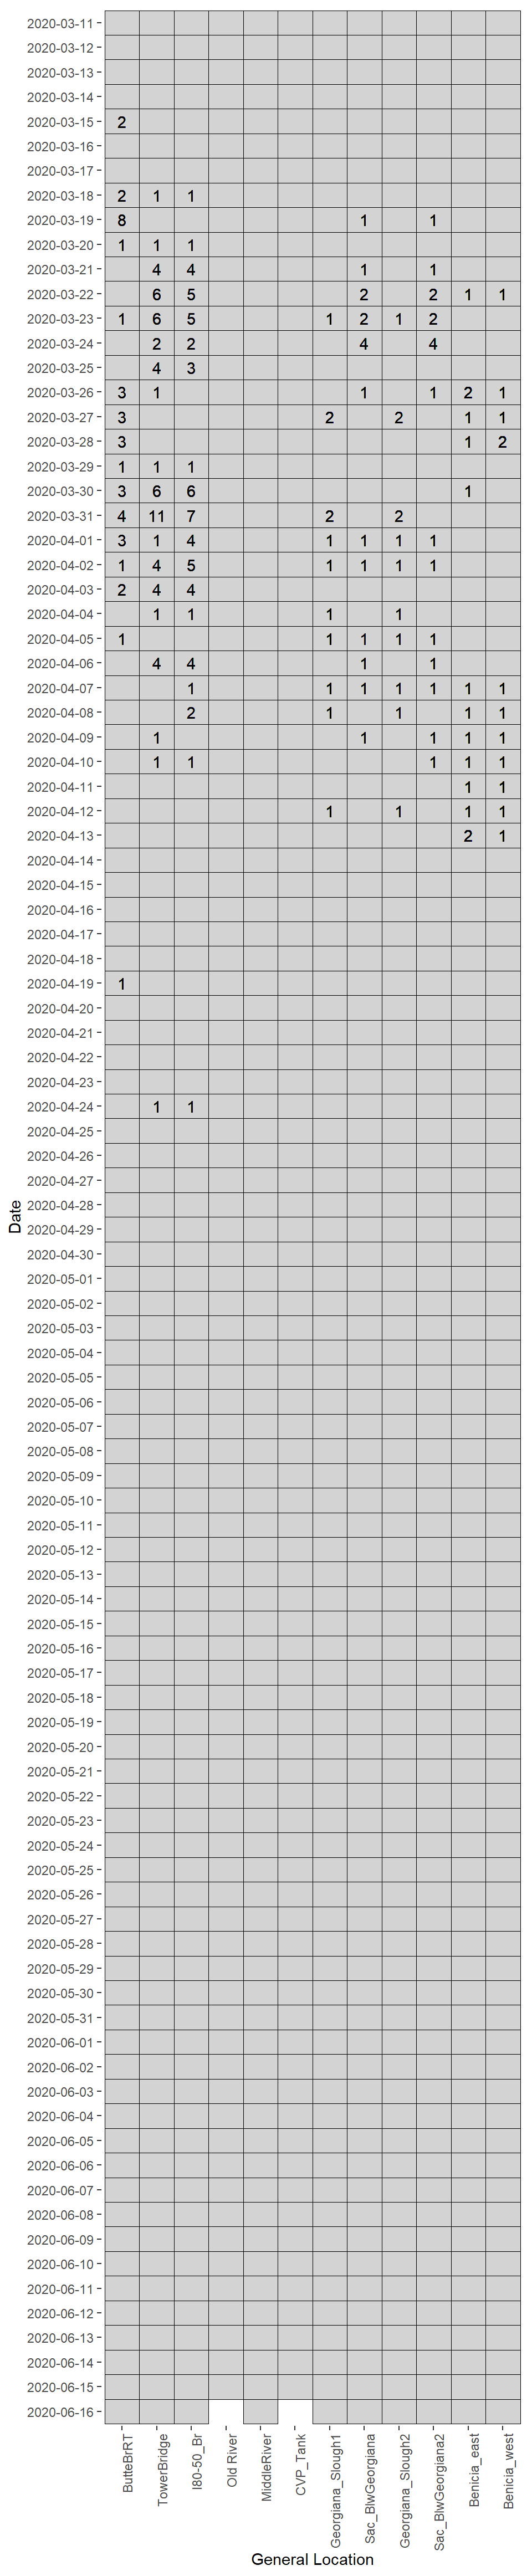 2020-03-11
2020-03-12
2020-03-13
2020-03-14
2020-03-15 2
2020-03-16
2020-03-17
2020-03-18 2 1 1
2020-03-19 8 1 1
2020-03-20 1 1 1
2020-03-21 4 4 1 1
2020-03-22 6 5 2 2 1 1
2020-03-23 1 6 5 1 2 1 2
2020-03-24 2 2 4 4
2020-03-25 4 3
2020-03-26 3 1 1 1 2 1
2020-03-27 3 2 2 1 1
2020-03-28 3 1 2
2020-03-29 1 1 1
2020-03-30 3 6 6 1
2020-03-31 4 11 7 2 2
2020-04-01 3 1 4 1 1 1 1
2020-04-02 1 4 5 1 1 1 1
2020-04-03 2 4 4
2020-04-04 1 1 1 1
2020-04-05 1 1 1 1 1
2020-04-06 4 4 1 1
2020-04-07 1 1 1 1 1 1 1
2020-04-08 2 1 1 1 1
2020-04-09 1 1 1 1 1
2020-04-10 1 1 1 1 1
2020-04-11 1 1
2020-04-12 1 1 1 1
2020-04-13 2 1
2020-04-14
2020-04-15
2020-04-16
2020-04-17
2020-04-18
2020-04-19 1
2020-04-20
2020-04-21
2020-04-22
2020-04-23
2020-04-24 1 1
2020-04-25
2020-04-26
2020-04-27
2020-04-28
2020-04-29
2020-04-30
2020-05-01
2020-05-02
2020-05-03
2020-05-04
2020-05-05
2020-05-06
2020-05-07
2020-05-08
2020-05-09
2020-05-10
2020-05-11
2020-05-12
2020-05-13
2020-05-14
2020-05-15
2020-05-16
2020-05-17
2020-05-18
2020-05-19
2020-05-20
2020-05-21
2020-05-22
2020-05-23
2020-05-24
2020-05-25
2020-05-26
2020-05-27
2020-05-28
2020-05-29
2020-05-30
2020-05-31
2020-06-01
2020-06-02
2020-06-03
2020-06-04
2020-06-05
2020-06-06
2020-06-07
2020-06-08
2020-06-09
2020-06-10
2020-06-11
2020-06-12
2020-06-13
2020-06-14
2020-06-15
2020-06-16
Date
ButteBrRT
TowerBridge
I80-50_Br
Old River
MiddleRiver
CVP_Tank
Georgiana_Slough1
Sac_BlwGeorgiana
Georgiana_Slough2
Sac_BlwGeorgiana2
Benicia_east
Benicia_west
General Location